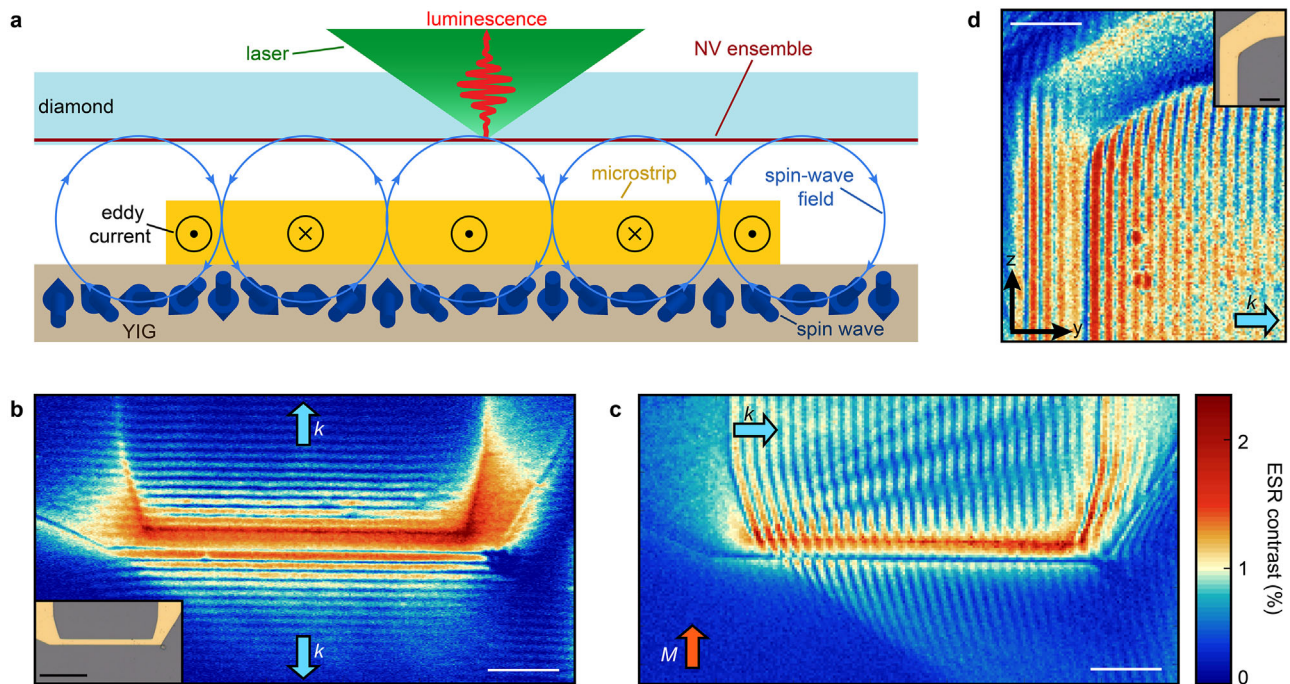 a
luminescence
laser
NV ensemble
diamond
microstrip
spin-wave
field
eddy
current
YIG
spin wave
d
z
y
k
b
k
k
c
k
M
2
1
0
ESR contrast (%)